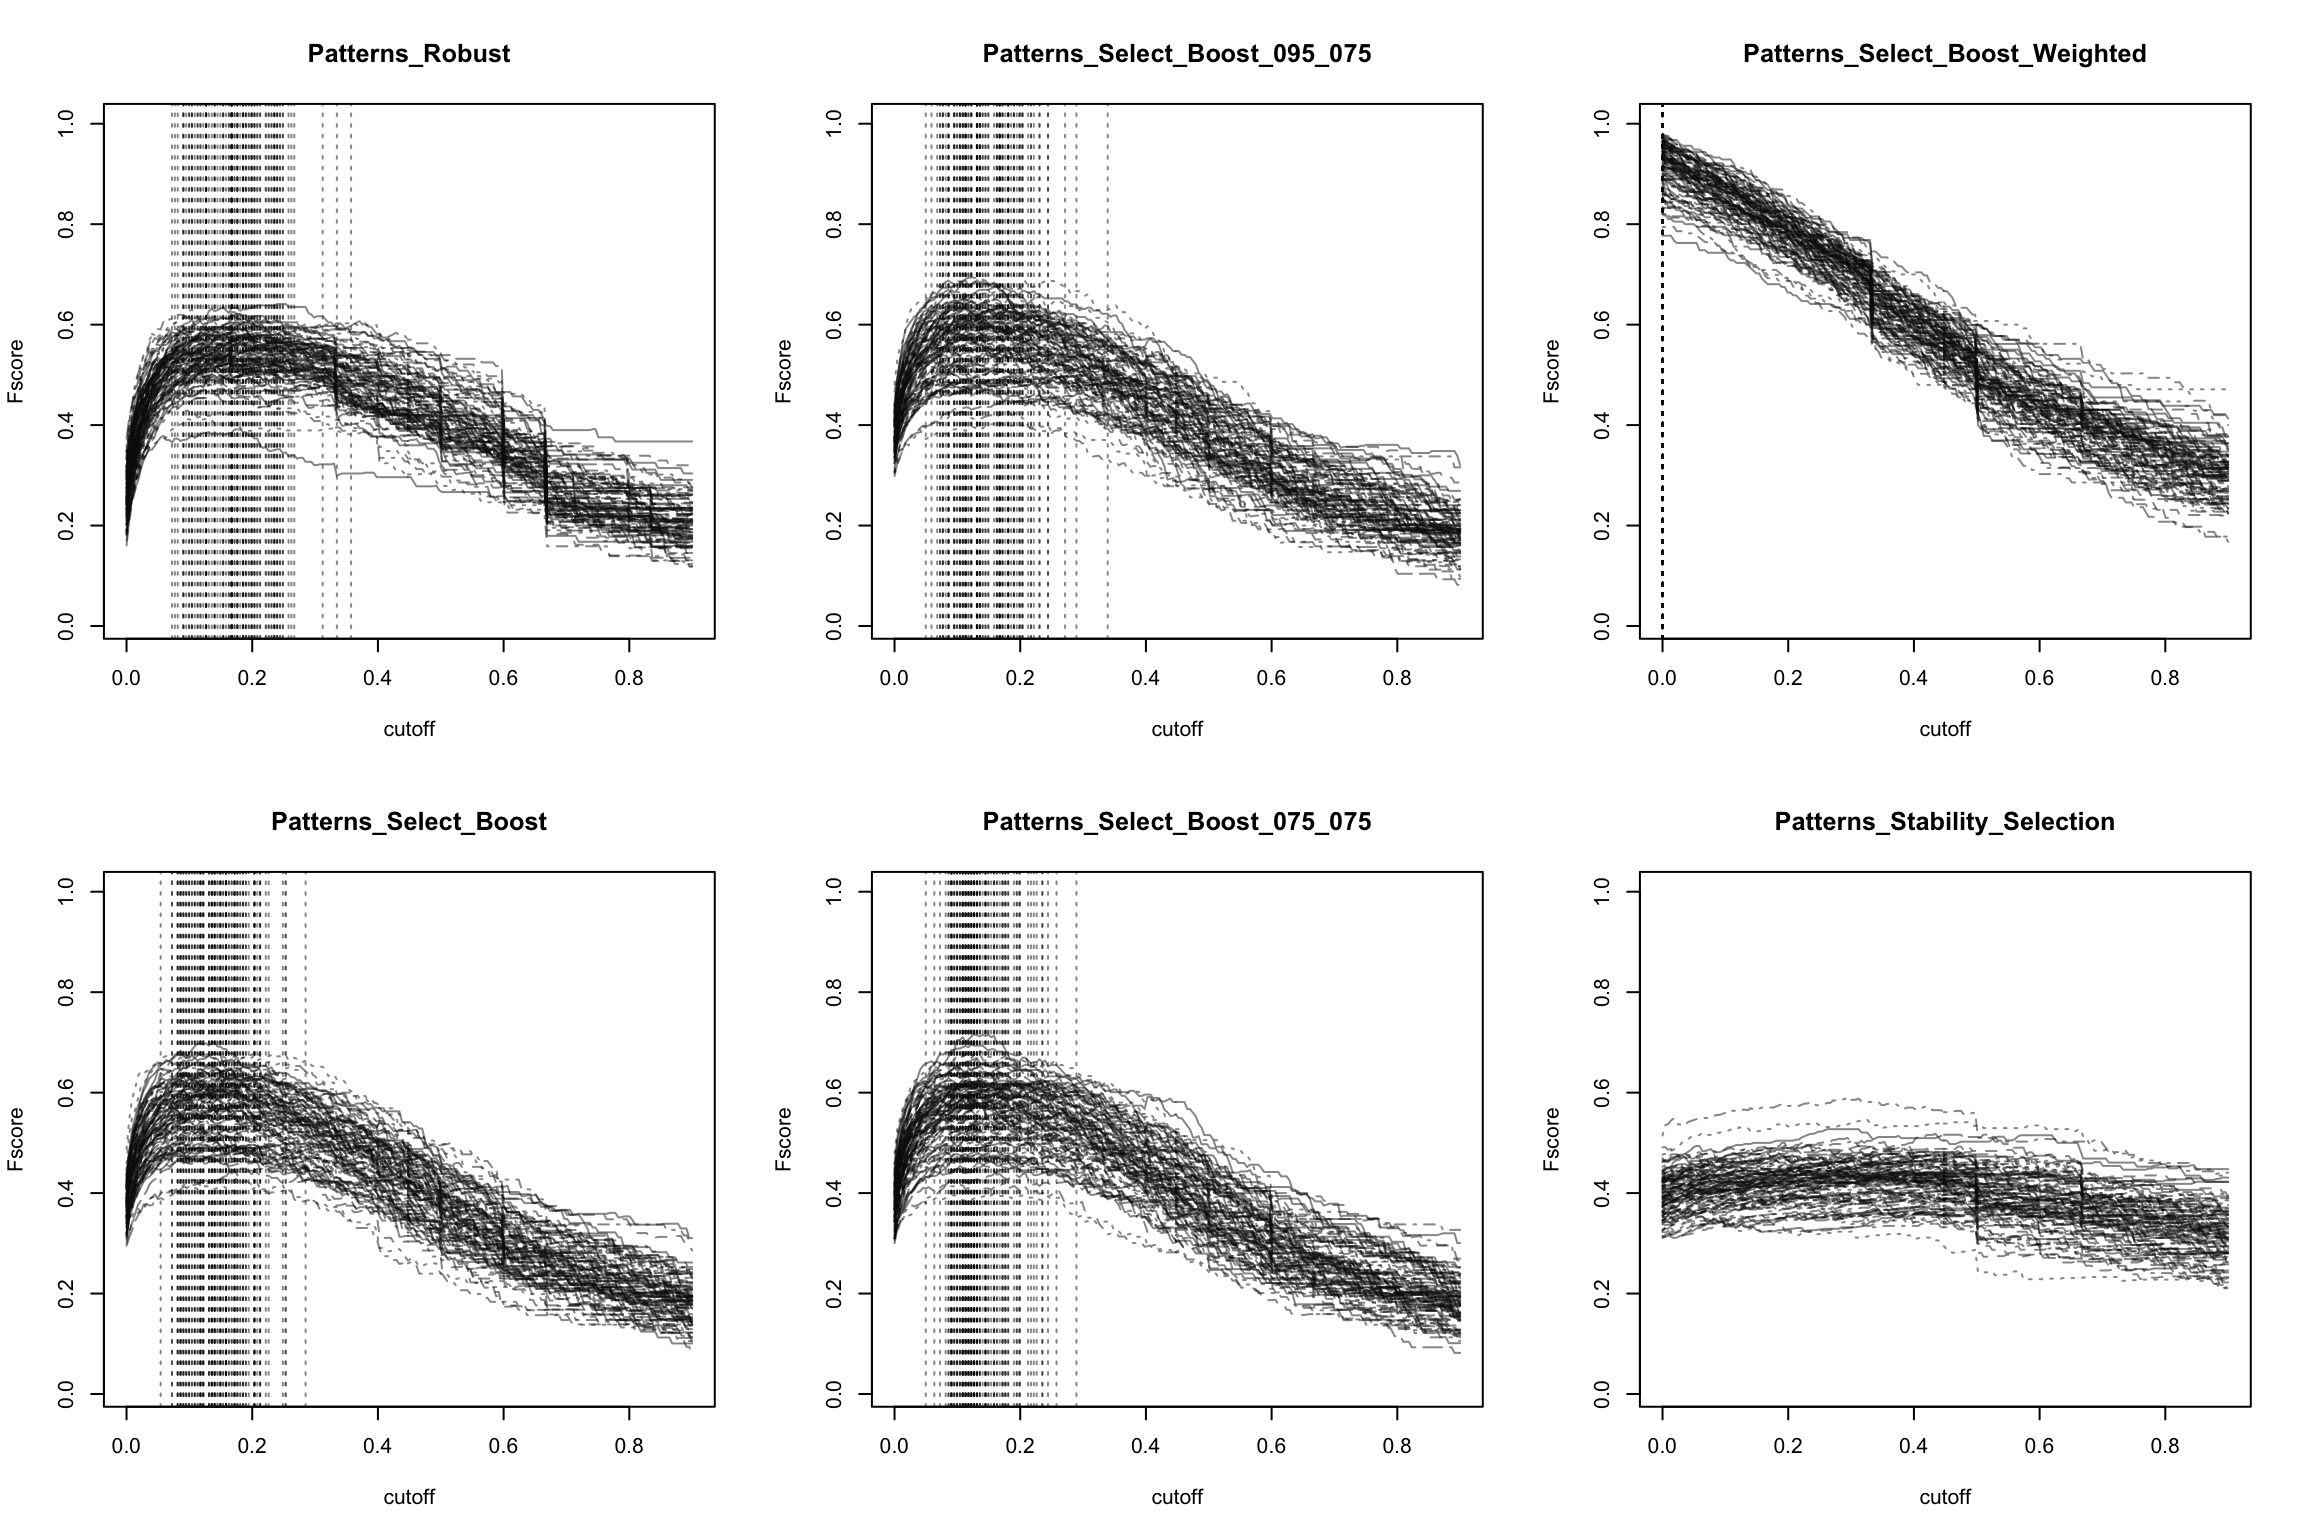 Patterns_Robust
Fscore
1.0
0.8
0.6
0.4
0.2
0.0
0.0 0.2 0.4 0.6 0.8
cutoff
Patterns_Select_Boost_095_075
Fscore
1.0
0.8
0.6
0.4
0.2
0.0
0.0 0.2 0.4 0.6 0.8
cutoff
Patterns_Select_Boost_Weighted
Fscore
1.0
0.8
0.6
0.4
0.2
0.0
0.0 0.2 0.4 0.6 0.8
cutoff
Patterns_Select_Boost
Fscore
1.0
0.8
0.6
0.4
0.2
0.0
0.0 0.2 0.4 0.6 0.8
cutoff
Patterns_Select_Boost_075_075
Fscore
1.0
0.8
0.6
0.4
0.2
0.0
0.0 0.2 0.4 0.6 0.8
cutoff
Patterns_Stability_Selection
Fscore
1.0
0.8
0.6
0.4
0.2
0.0
0.0 0.2 0.4 0.6 0.8
cutoff